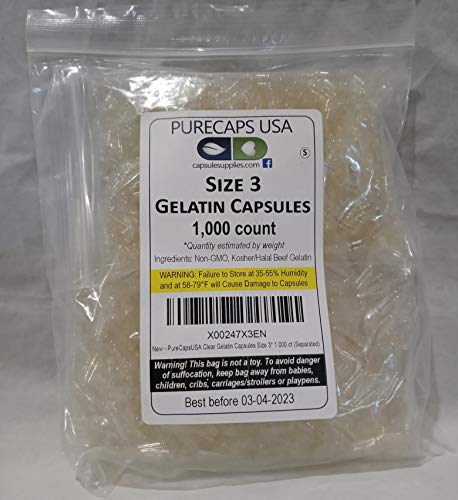 PURECAPS USA
capsulesupplies.com f
S
SIZE 3
GELATIN CAPSULES
1,000 count
*Quantity estimated by weight
Ingredients: Non-GMO, Kosher/Halal Beef Gelatin
WARNING: Failure to Store at 35-55% Humidity
and at 58-79°F will Cause Damage to Capsules
X00247X3EN
New - PureCapsUSA Clear Gelatin Capsules Size 3" 1,000 ct (Separated)
Warning! This bag is not a toy. To avoid danger
of suffocation, keep bag away from babies,
children, cribs, carriages/strollers or playpens.
Best before 03-04-2023